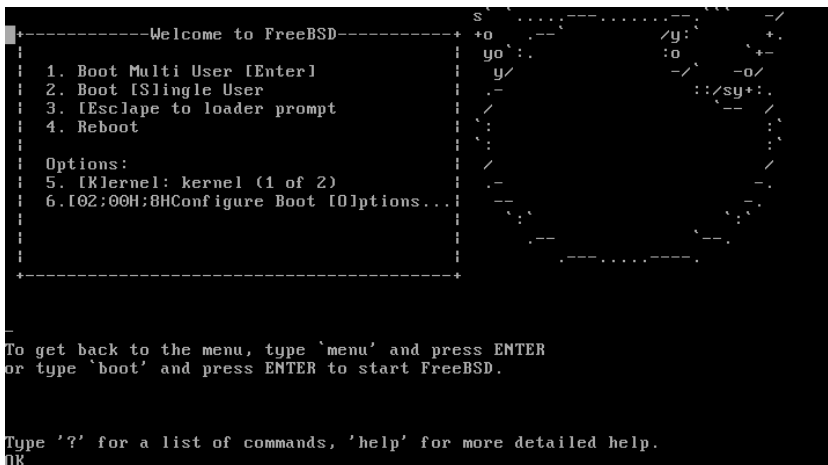 Welcome to FreeBSD
1. Boot Multi User [Enter]
2. Boot [S]ingle User
3. [Esc]ape to loader prompt
4. Reboot
Options:
5. [K]ernel: kernel (1 of 2)
6.[02;00H;8HConfigure Boot [O]ptions...
To get back to the menu, type `menu' and press ENTER
or type `boot' and press ENTER to start FreeBSD.
Type '?' for a list of commands, 'help' for more detailed help.
OK